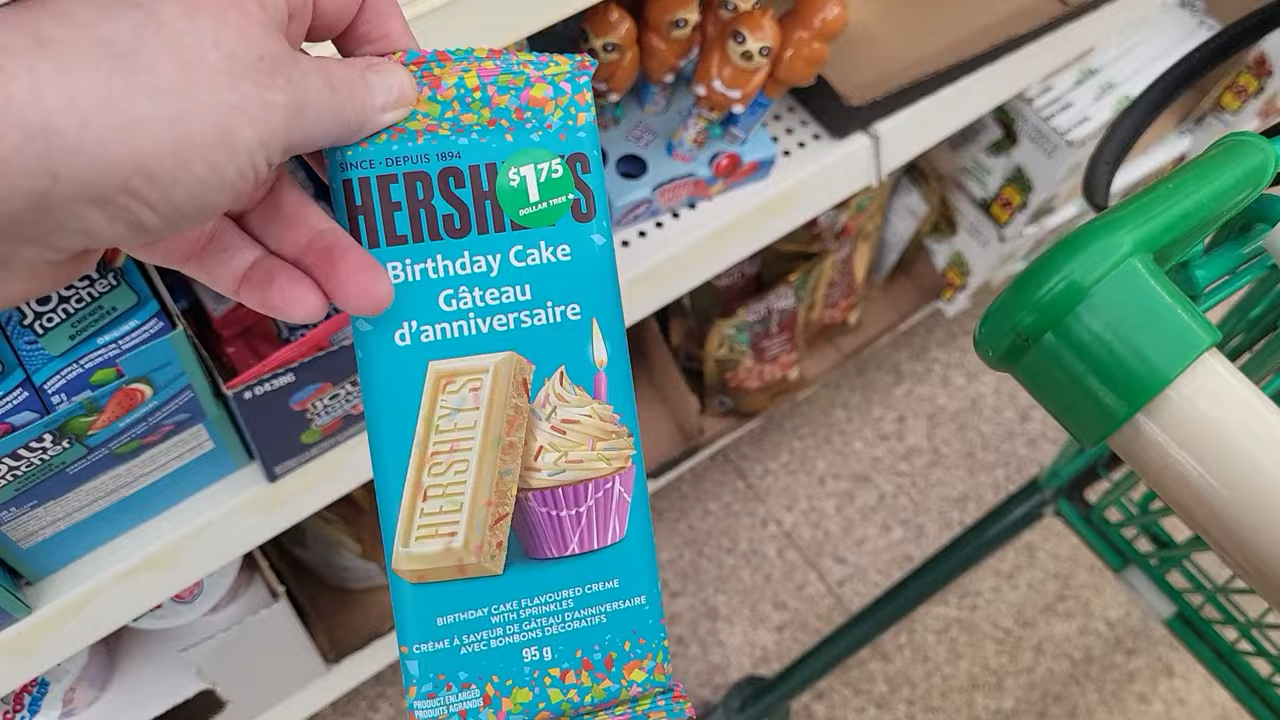 SINCE • DEPUIS 1894
HERSHEY'S
$1.75
DOLLAR TREE
Birthday Cake
Gâteau
d'anniversaire
HERSHEY'S
BIRTHDAY CAKE FLAVOURED CREME
WITH SPRINKLES
CRÈME À SAVEUR DE GÂTEAU D'ANNIVERSAIRE
AVEC BONBONS DÉCORATIFS
95 g
PRODUCT ENLARGED
PRODUITS AGRANDIS
JOLLY
rancher
# 04386
JOLLY
OLLY
rancher